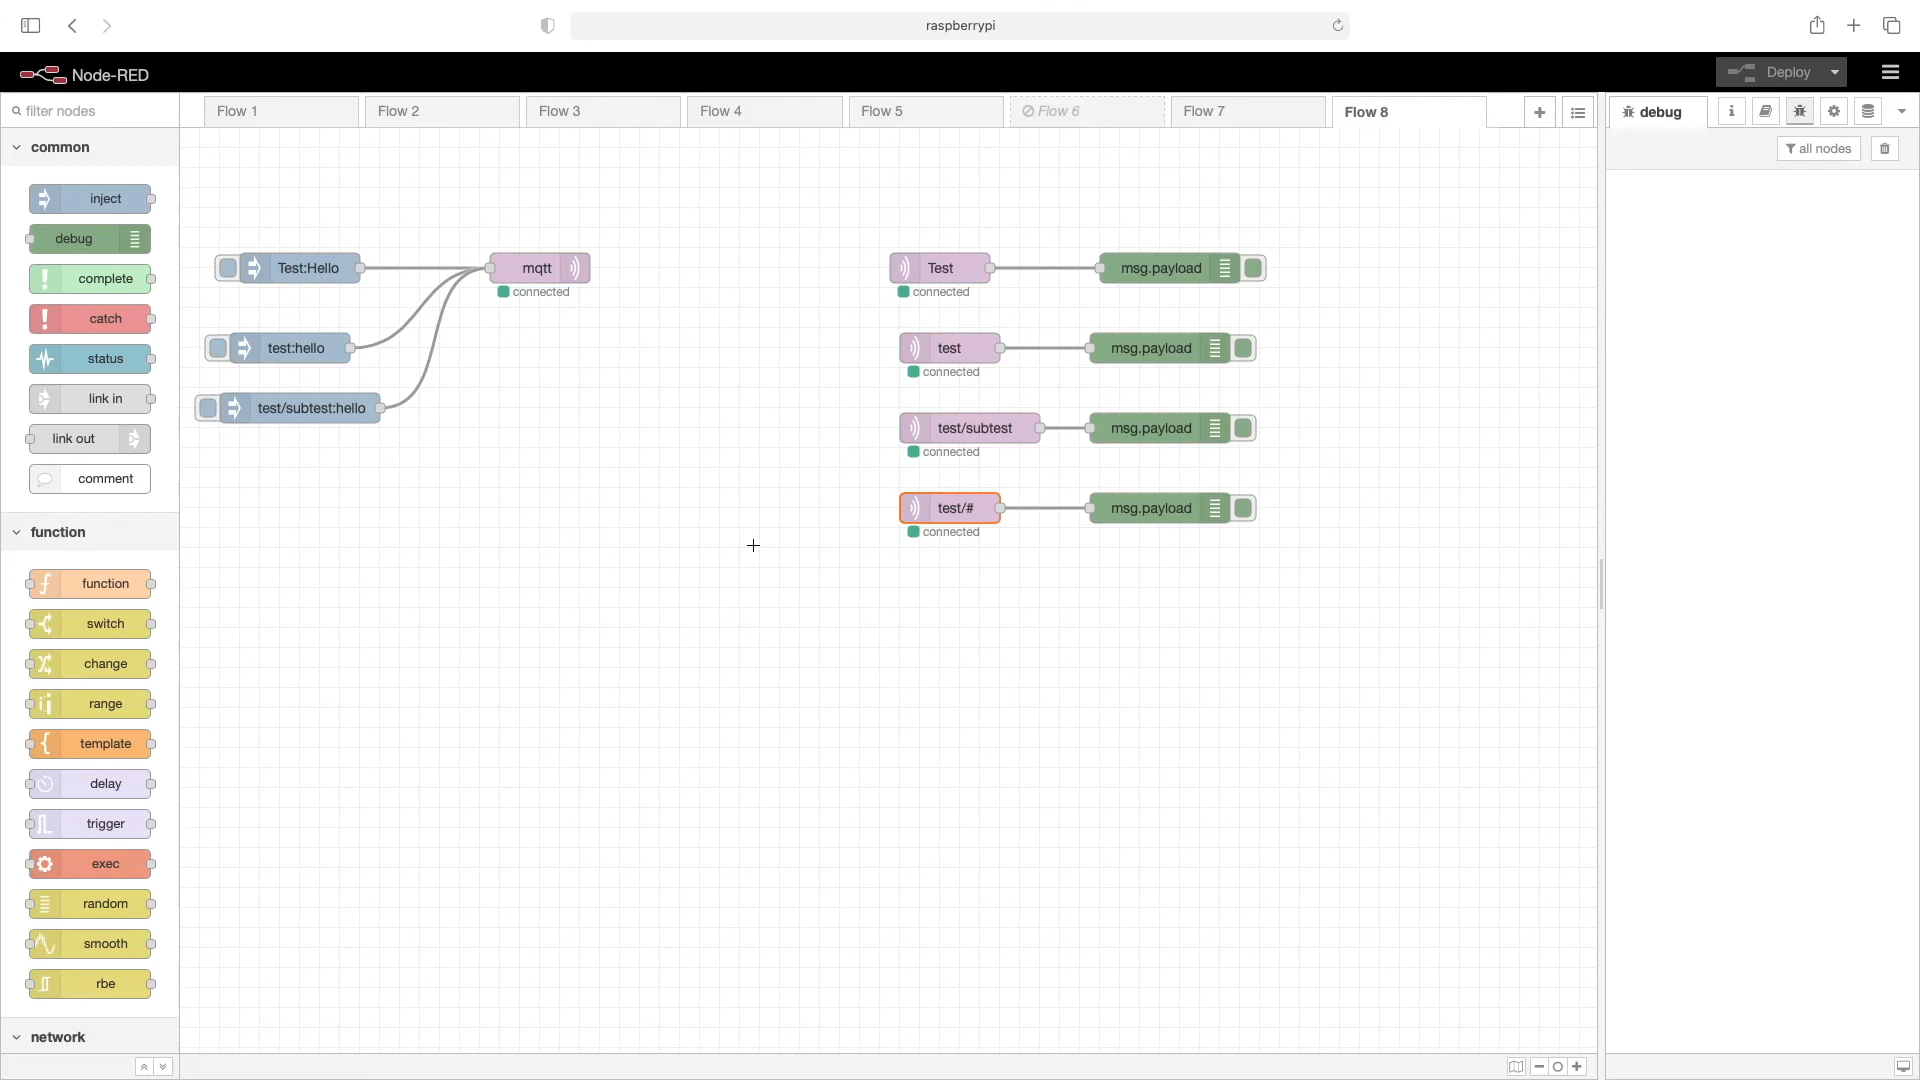 raspberrypi
Node-RED
Deploy
filter nodes
Flow 1
Flow 2
Flow 3
Flow 4
Flow 5
Flow 6
Flow 7
Flow 8
debug
all nodes
common
inject
debug
complete
catch
status
link in
link out
comment
function
function
switch
change
range
template
delay
trigger
exec
random
smooth
rbe
network
Test:Hello
mqtt
connected
test:hello
test/subtest:hello
Test
connected
msg.payload
test
connected
msg.payload
test/subtest
connected
msg.payload
test/#
connected
msg.payload